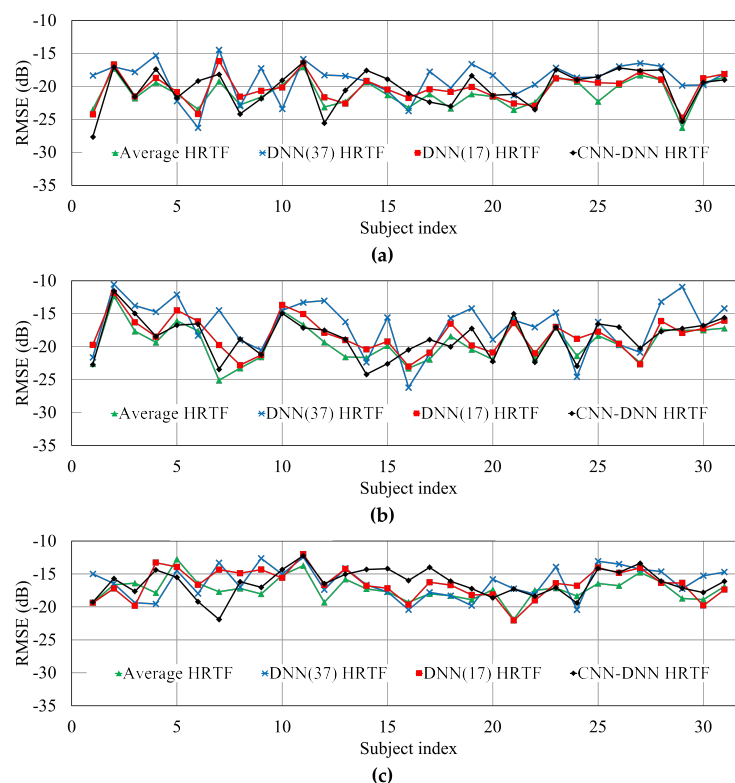 -10
-15
-20
-25
-30
-35
RMSE (dB)
Average HRTF DNN(37) HRTF DNN(17) HRTF CNN-DNN HRTF
0 5 10 15 20 25 30
Subject index
(a)
-10
-15
-20
-25
-30
-35
RMSE (dB)
Average HRTF DNN(37) HRTF DNN(17) HRTF CNN-DNN HRTF
0 5 10 15 20 25 30
Subject index
(b)
-10
-15
-20
-25
-30
-35
RMSE (dB)
Average HRTF DNN(37) HRTF DNN(17) HRTF CNN-DNN HRTF
0 5 10 15 20 25 30
Subject index
(c)